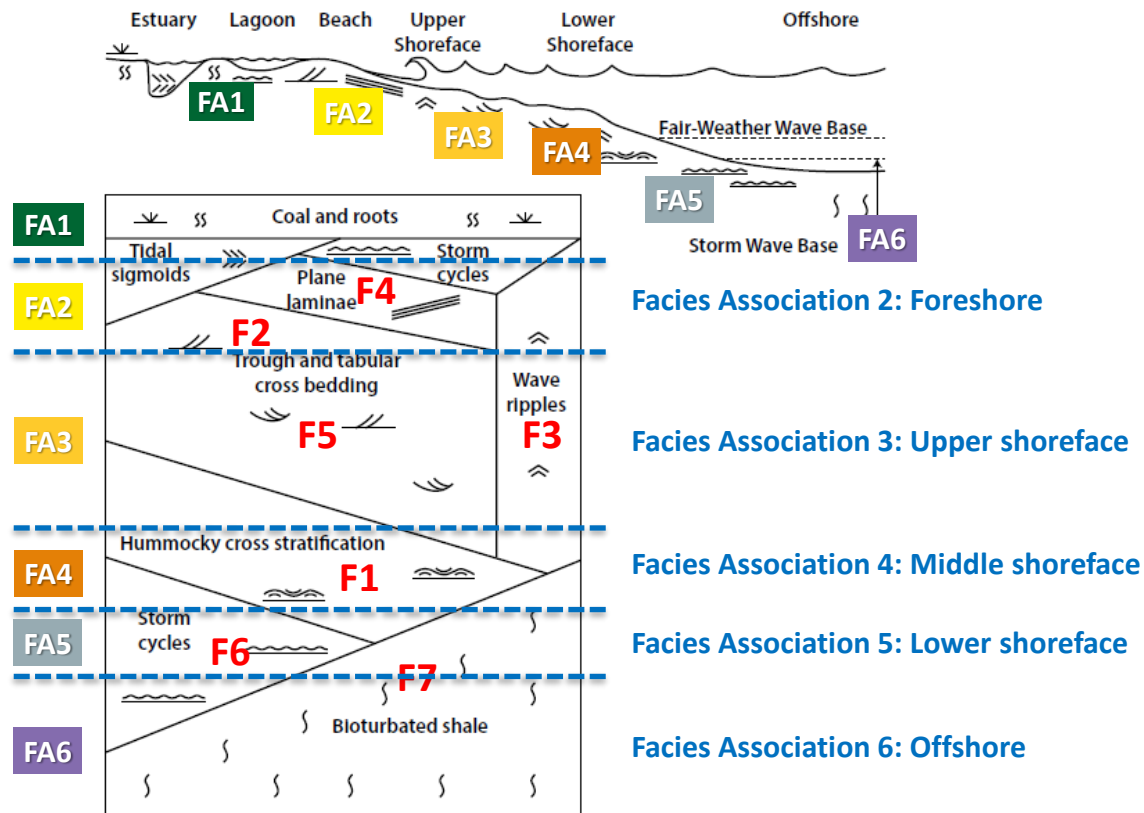 Estuary Lagoon Beach Upper Lower Offshore
Shoreface Shoreface
FA1
FA2
FA3
FA4
Fair-Weather Wave Base
FA5
FA6
Storm Wave Base
FA1
Coal and roots
Tidal
sigmoids
Storm
cycles
FA2
Plane
laminae
F4
F2
Facies Association 2: Foreshore
Trough and tabular
cross bedding
Wave
ripples
FA3
F5
F3
Facies Association 3: Upper shoreface
Hummocky cross stratification
FA4
F1
Facies Association 4: Middle shoreface
Storm
cycles
FA5
F6
Facies Association 5: Lower shoreface
F7
Bioturbated shale
FA6
Facies Association 6: Offshore